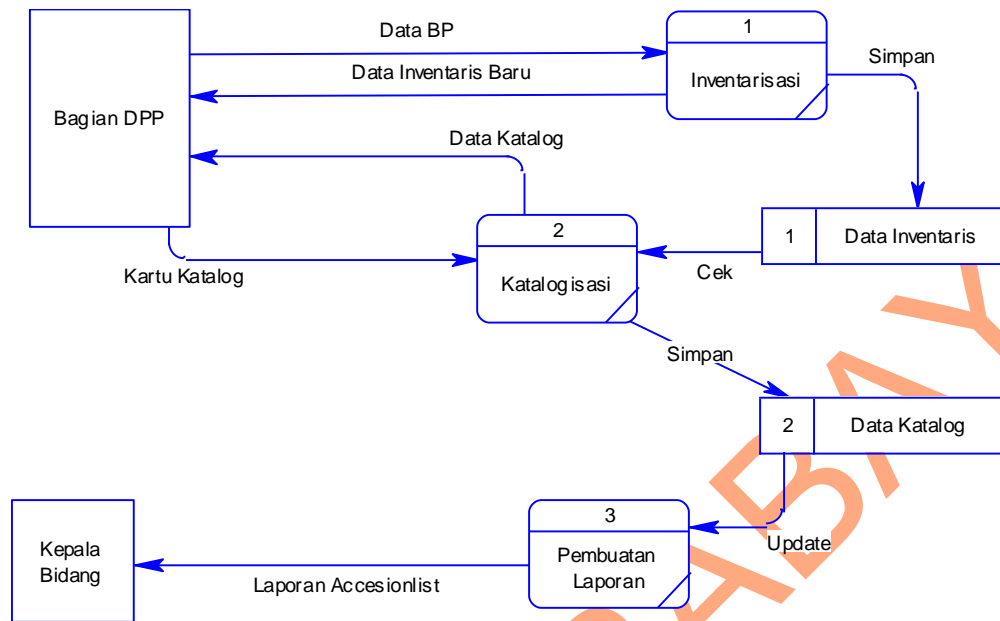 Data BP
1
Simpan
Data Inventaris Baru
Inventarisasi
Bagian DPP
Data Katalog
2
1
Data Inventaris
Kartu Katalog
Katalogisasi
Cek
Simpan
2
Data Katalog
3
Update
Kepala
Bidang
Pembuatan
Laporan
Laporan Accesionlist
ABAY